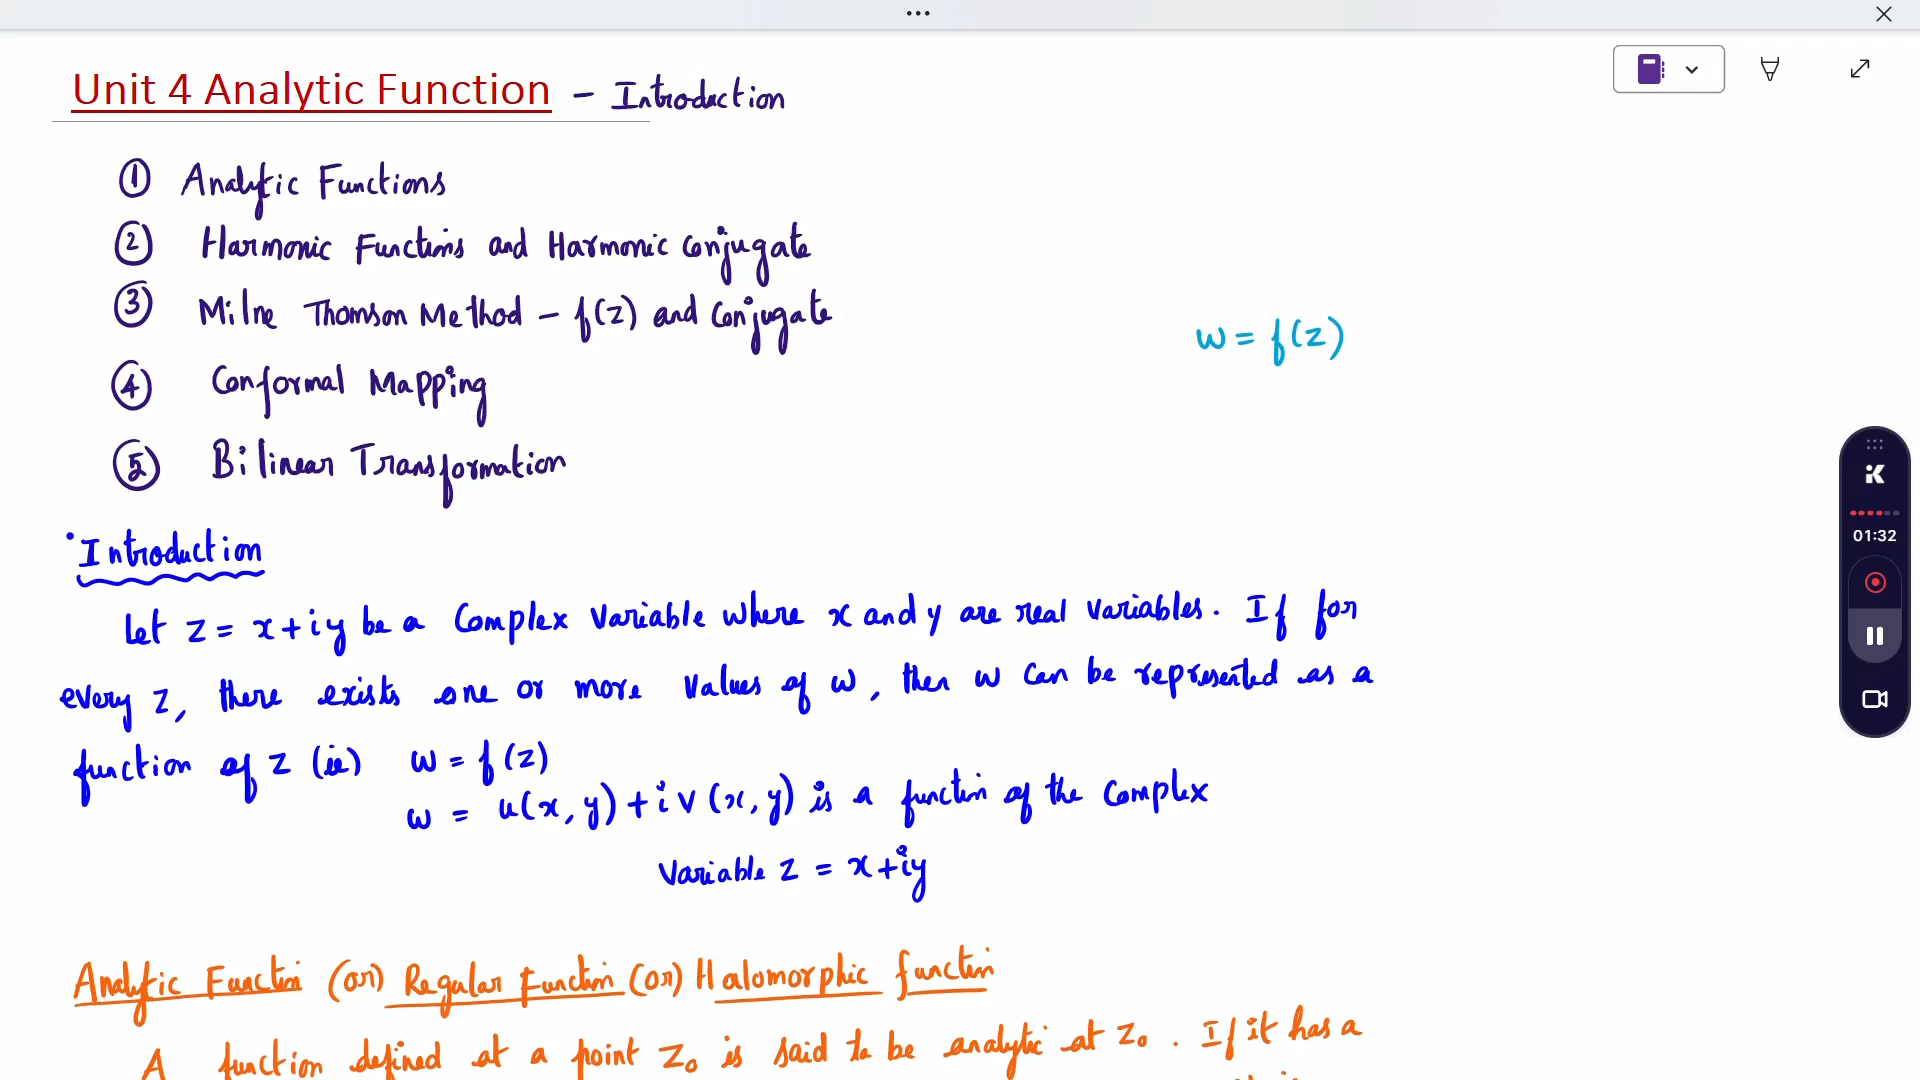 Unit 4 Analytic Function - Introduction
① Analytic Functions
② Harmonic Functions and Harmonic Conjugate
③ Milne Thomson Method - f(z) and Conjugate
w = f(z)
④ Conformal Mapping
⑤ Bilinear Transformation
Introduction
01:32
Let z = x+iy be a Complex Variable where x and y are real variables. If for
every z, there exists one or more values of w, then w can be represented as a
function of z (ie) w = f(z)
w = u(x,y)+iv(x,y) is a function of the complex
Variable z = x+iy
Analytic Function (or) Regular Function (or) Halomorphic function
A function defined at a point z₀ is said to be analytic at z₀. If it has a